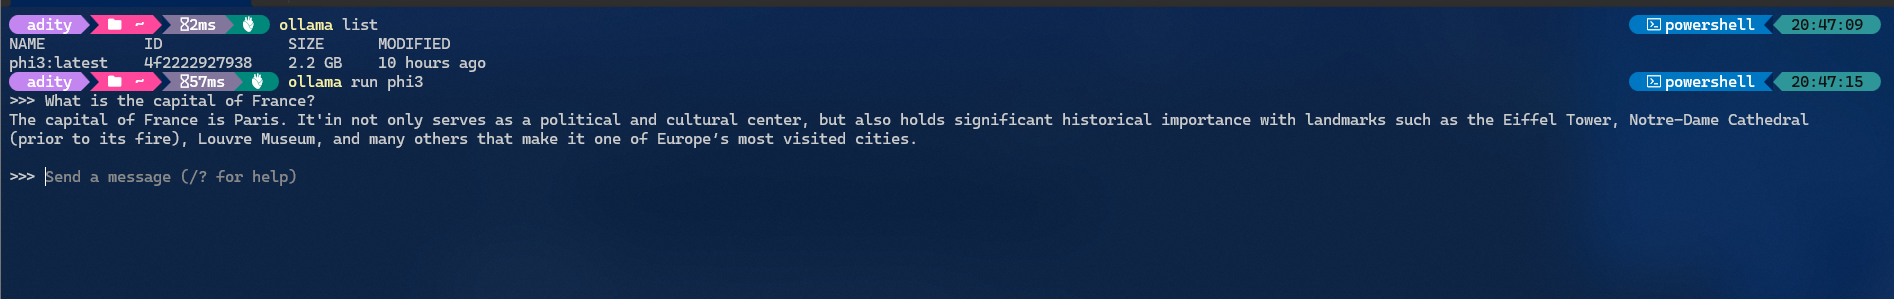 adity ~ 2ms ollama list powershell 20:47:09
NAME ID SIZE MODIFIED
phi3:latest 4f2222927938 2.2 GB 10 hours ago
adity ~ 57ms ollama run phi3 powershell 20:47:15
>>> What is the capital of France?
The capital of France is Paris. It'in not only serves as a political and cultural center, but also holds significant historical importance with landmarks such as the Eiffel Tower, Notre-Dame Cathedral
(prior to its fire), Louvre Museum, and many others that make it one of Europe’s most visited cities.
>>> Send a message (/? for help)